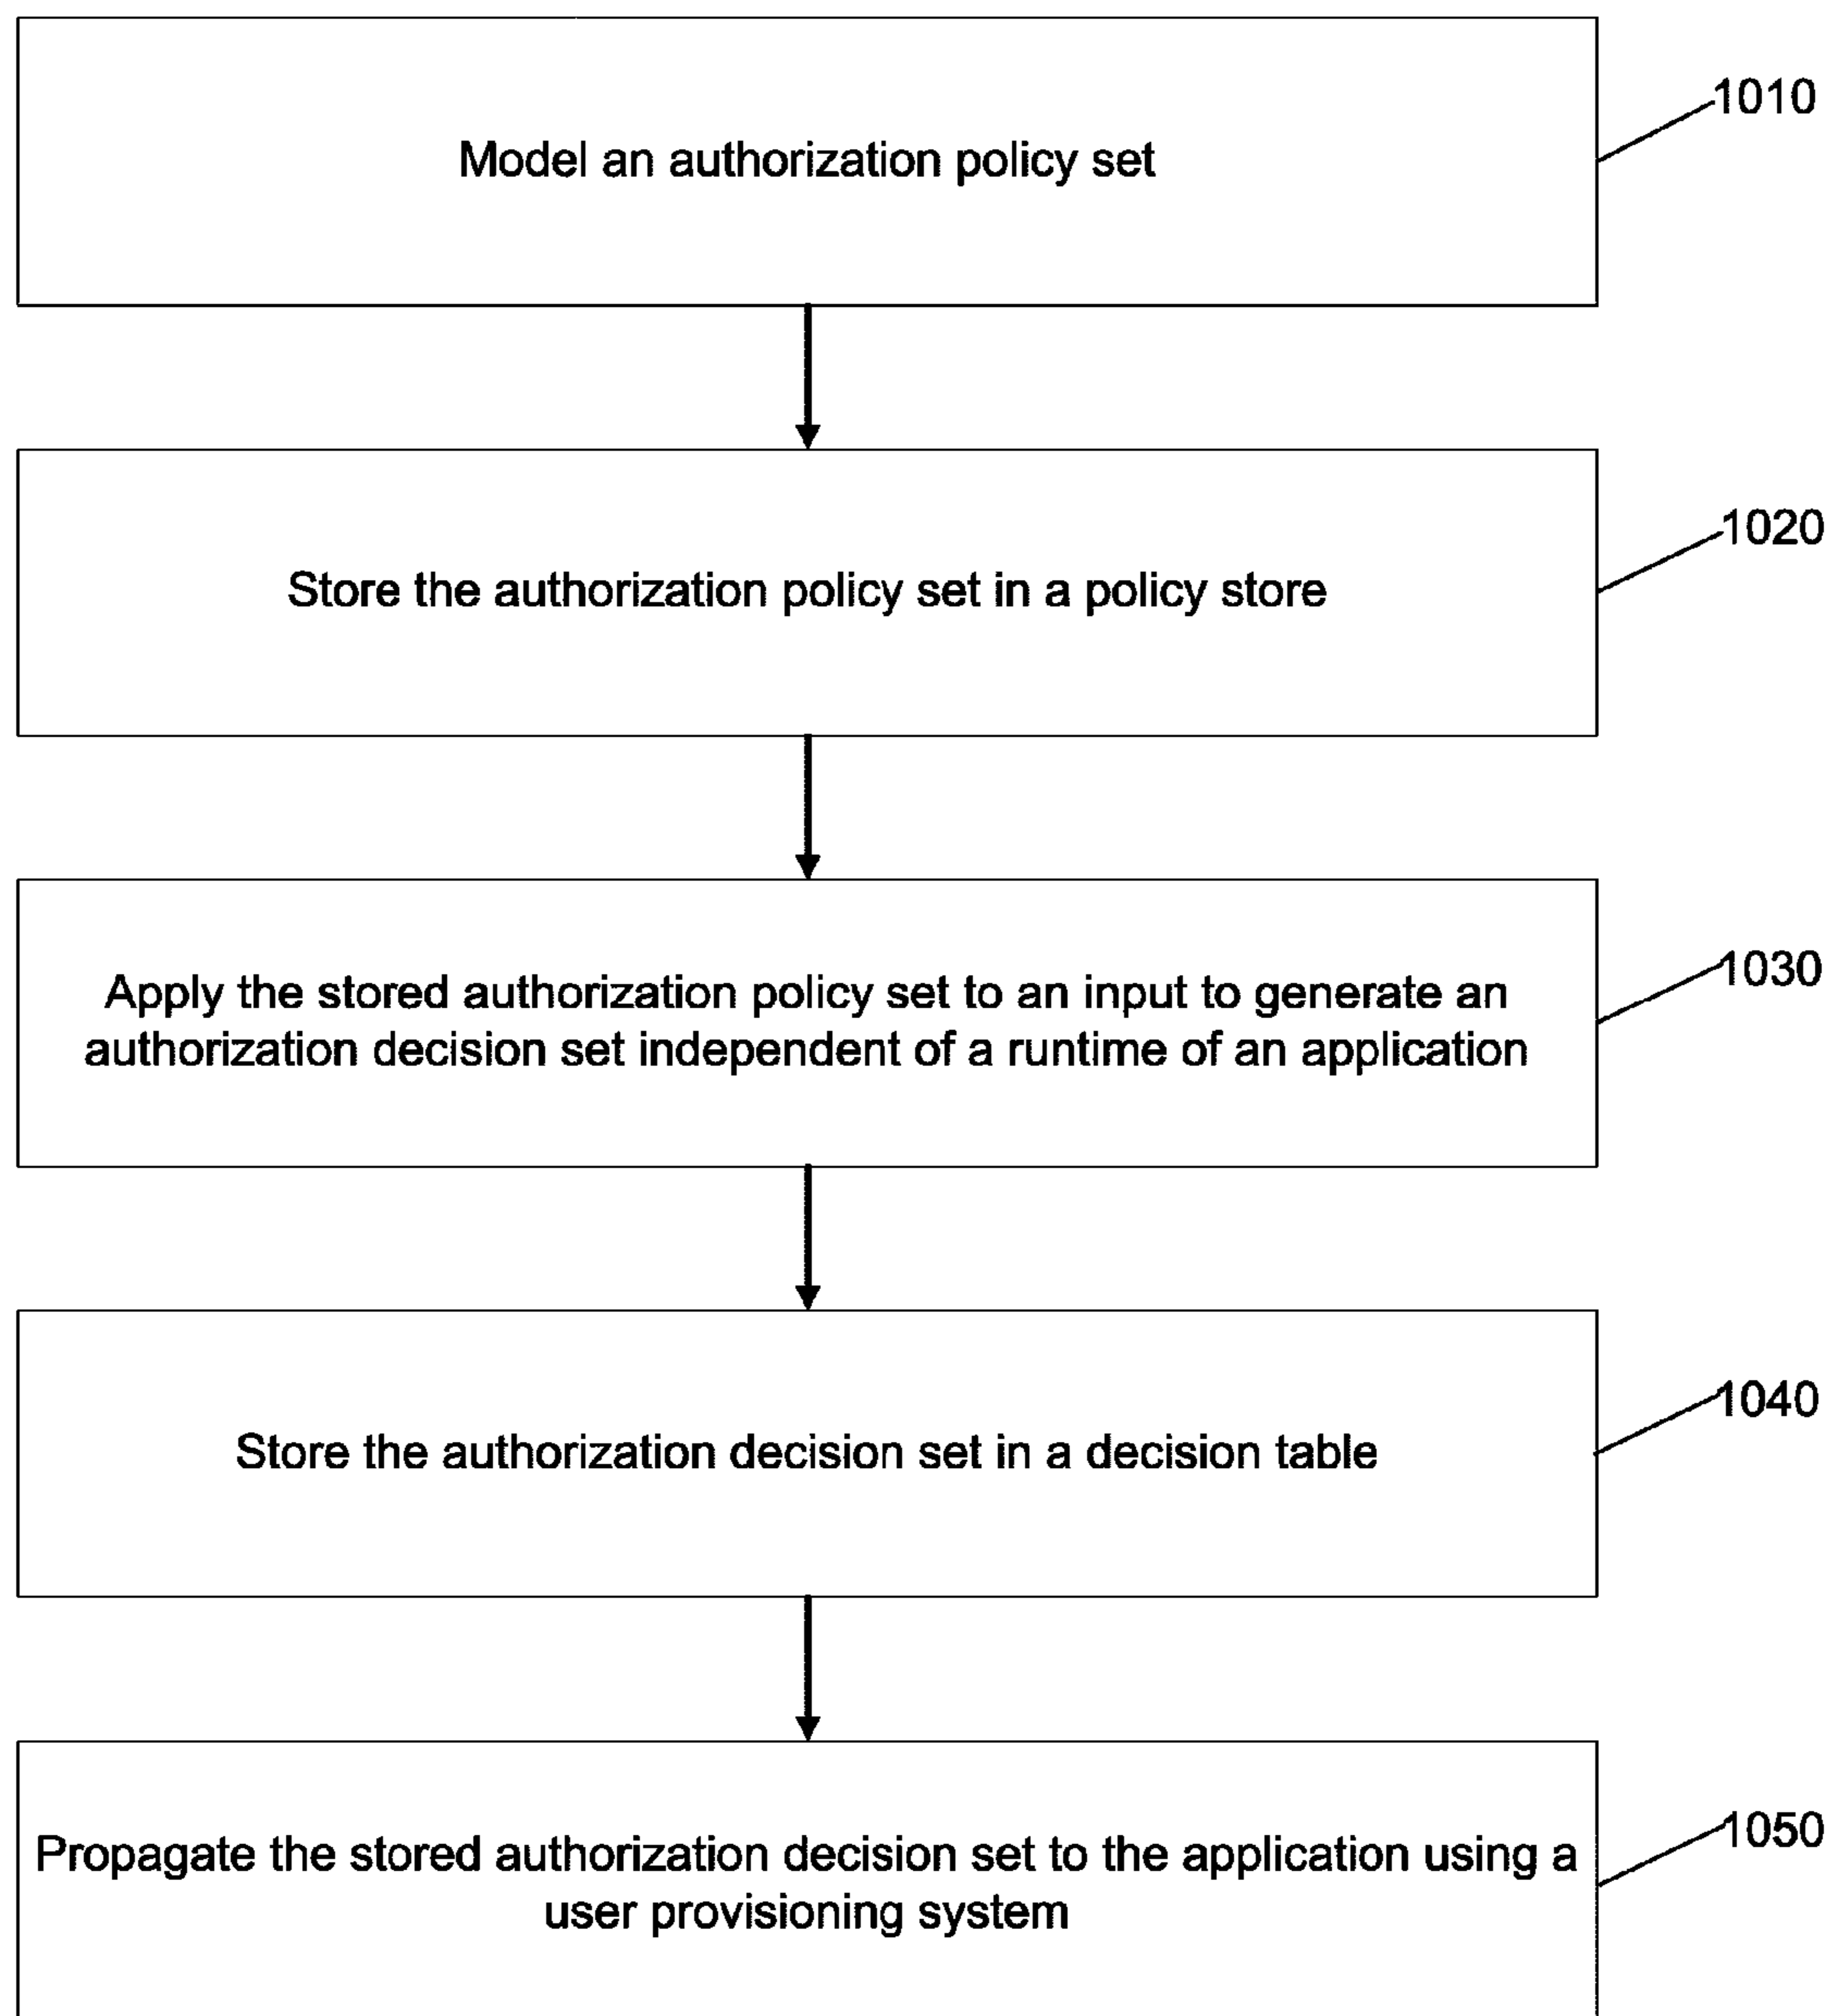 Model an authorization policy set
1010
Store the authorization policy set in a policy store
1020
Apply the stored authorization policy set to an input to generate an
authorization decision set independent of a runtime of an application
1030
Store the authorization decision set in a decision table
1040
Propagate the stored authorization decision set to the application using a
user provisioning system
1050